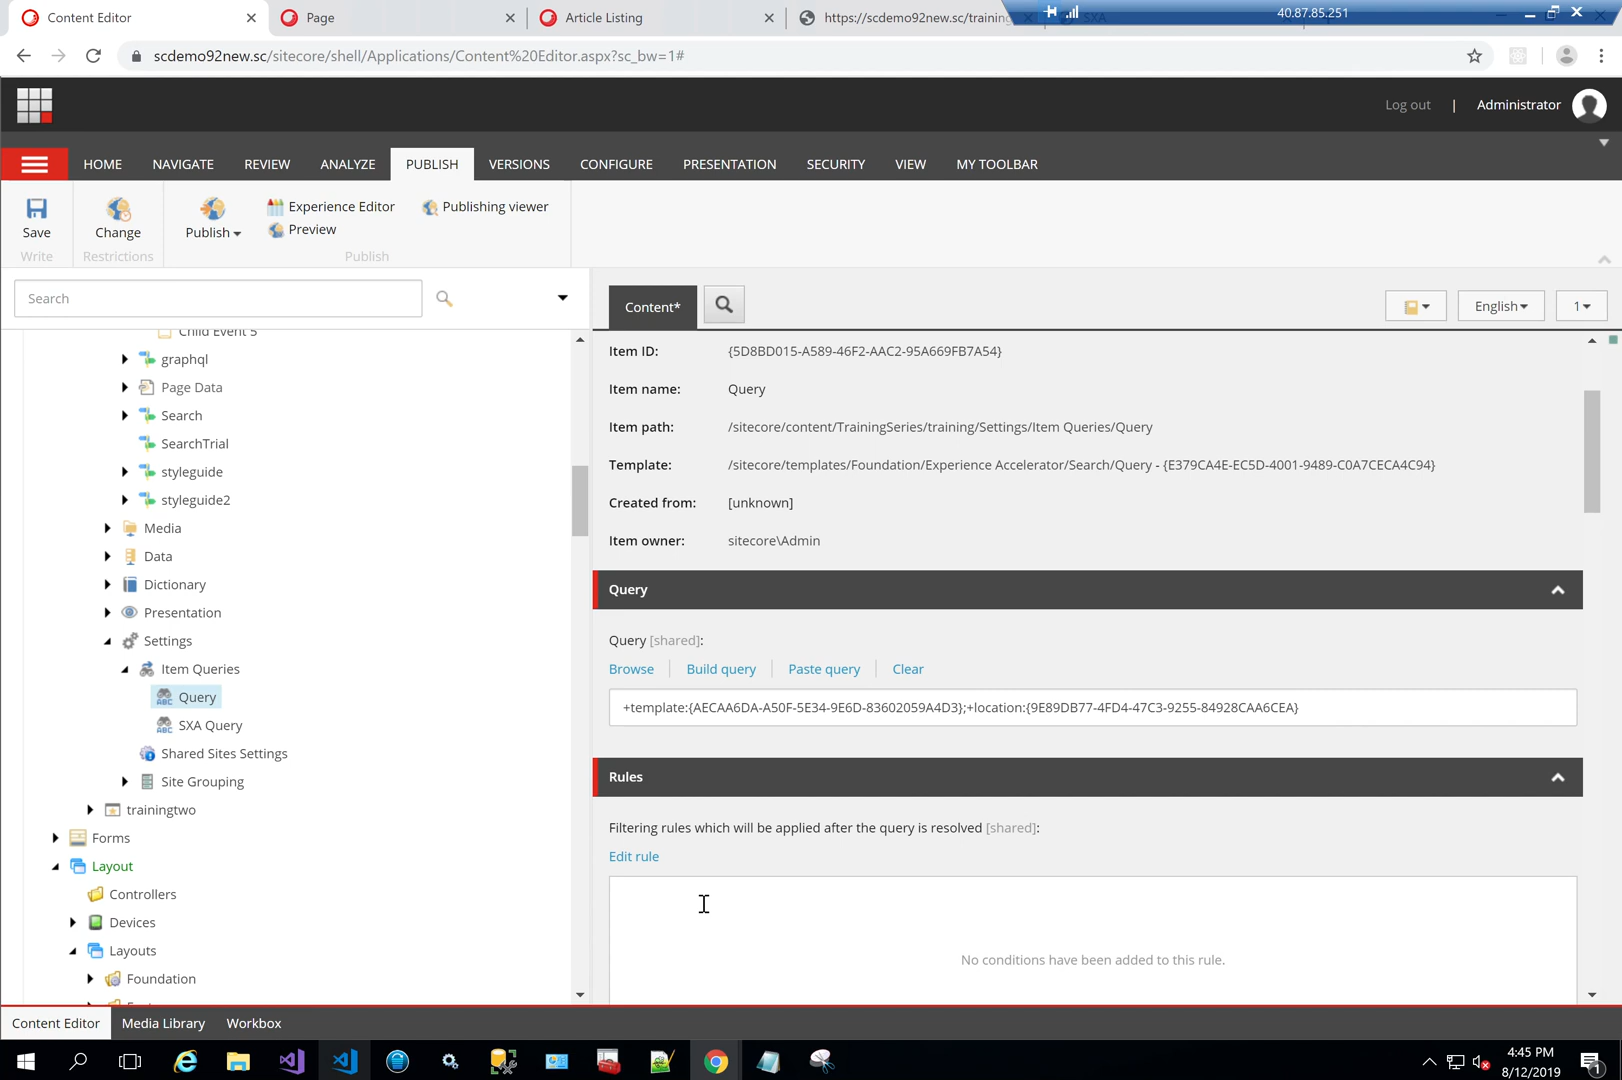 Content Editor
Page
Article Listing
https://scdemo92new.sc/training
40.87.85.251
scdemo92new.sc/sitecore/shell/Applications/Content%20Editor.aspx?sc_bw=1#
Log out | Administrator
HOME NAVIGATE REVIEW ANALYZE PUBLISH VERSIONS CONFIGURE PRESENTATION SECURITY VIEW MY TOOLBAR
Save
Write
Change
Restrictions
Publish
Experience Editor
Preview
Publishing viewer
Publish
Search
Content*
English
1
Child Event 5
graphql
Page Data
Search
SearchTrial
styleguide
styleguide2
Media
Data
Dictionary
Presentation
Settings
Item Queries
Query
SXA Query
Shared Sites Settings
Site Grouping
trainingtwo
Forms
Layout
Controllers
Devices
Layouts
Foundation
Item ID: {5D8BD015-A589-46F2-AAC2-95A669FB7A54}
Item name: Query
Item path: /sitecore/content/TrainingSeries/training/Settings/Item Queries/Query
Template: /sitecore/templates/Foundation/Experience Accelerator/Search/Query - {E379CA4E-EC5D-4001-9489-C0A7CECA4C94}
Created from: [unknown]
Item owner: sitecore\Admin
Query
Query [shared]:
Browse Build query Paste query Clear
+template:{AECAA6DA-A50F-5E34-9E6D-83602059A4D3};+location:{9E89DB77-4FD4-47C3-9255-84928CAA6CEA}
Rules
Filtering rules which will be applied after the query is resolved [shared]:
Edit rule
No conditions have been added to this rule.
Content Editor Media Library Workbox
4:45 PM
8/12/2019
1